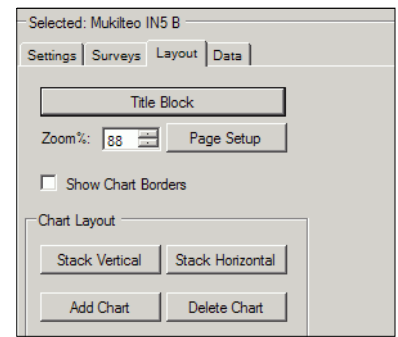 Selected: Mukilteo IN5 B
Settings Surveys Layout Data
Title Block
Zoom%: 88 Page Setup
Show Chart Borders
Chart Layout
Stack Vertical Stack Horizontal
Add Chart Delete Chart